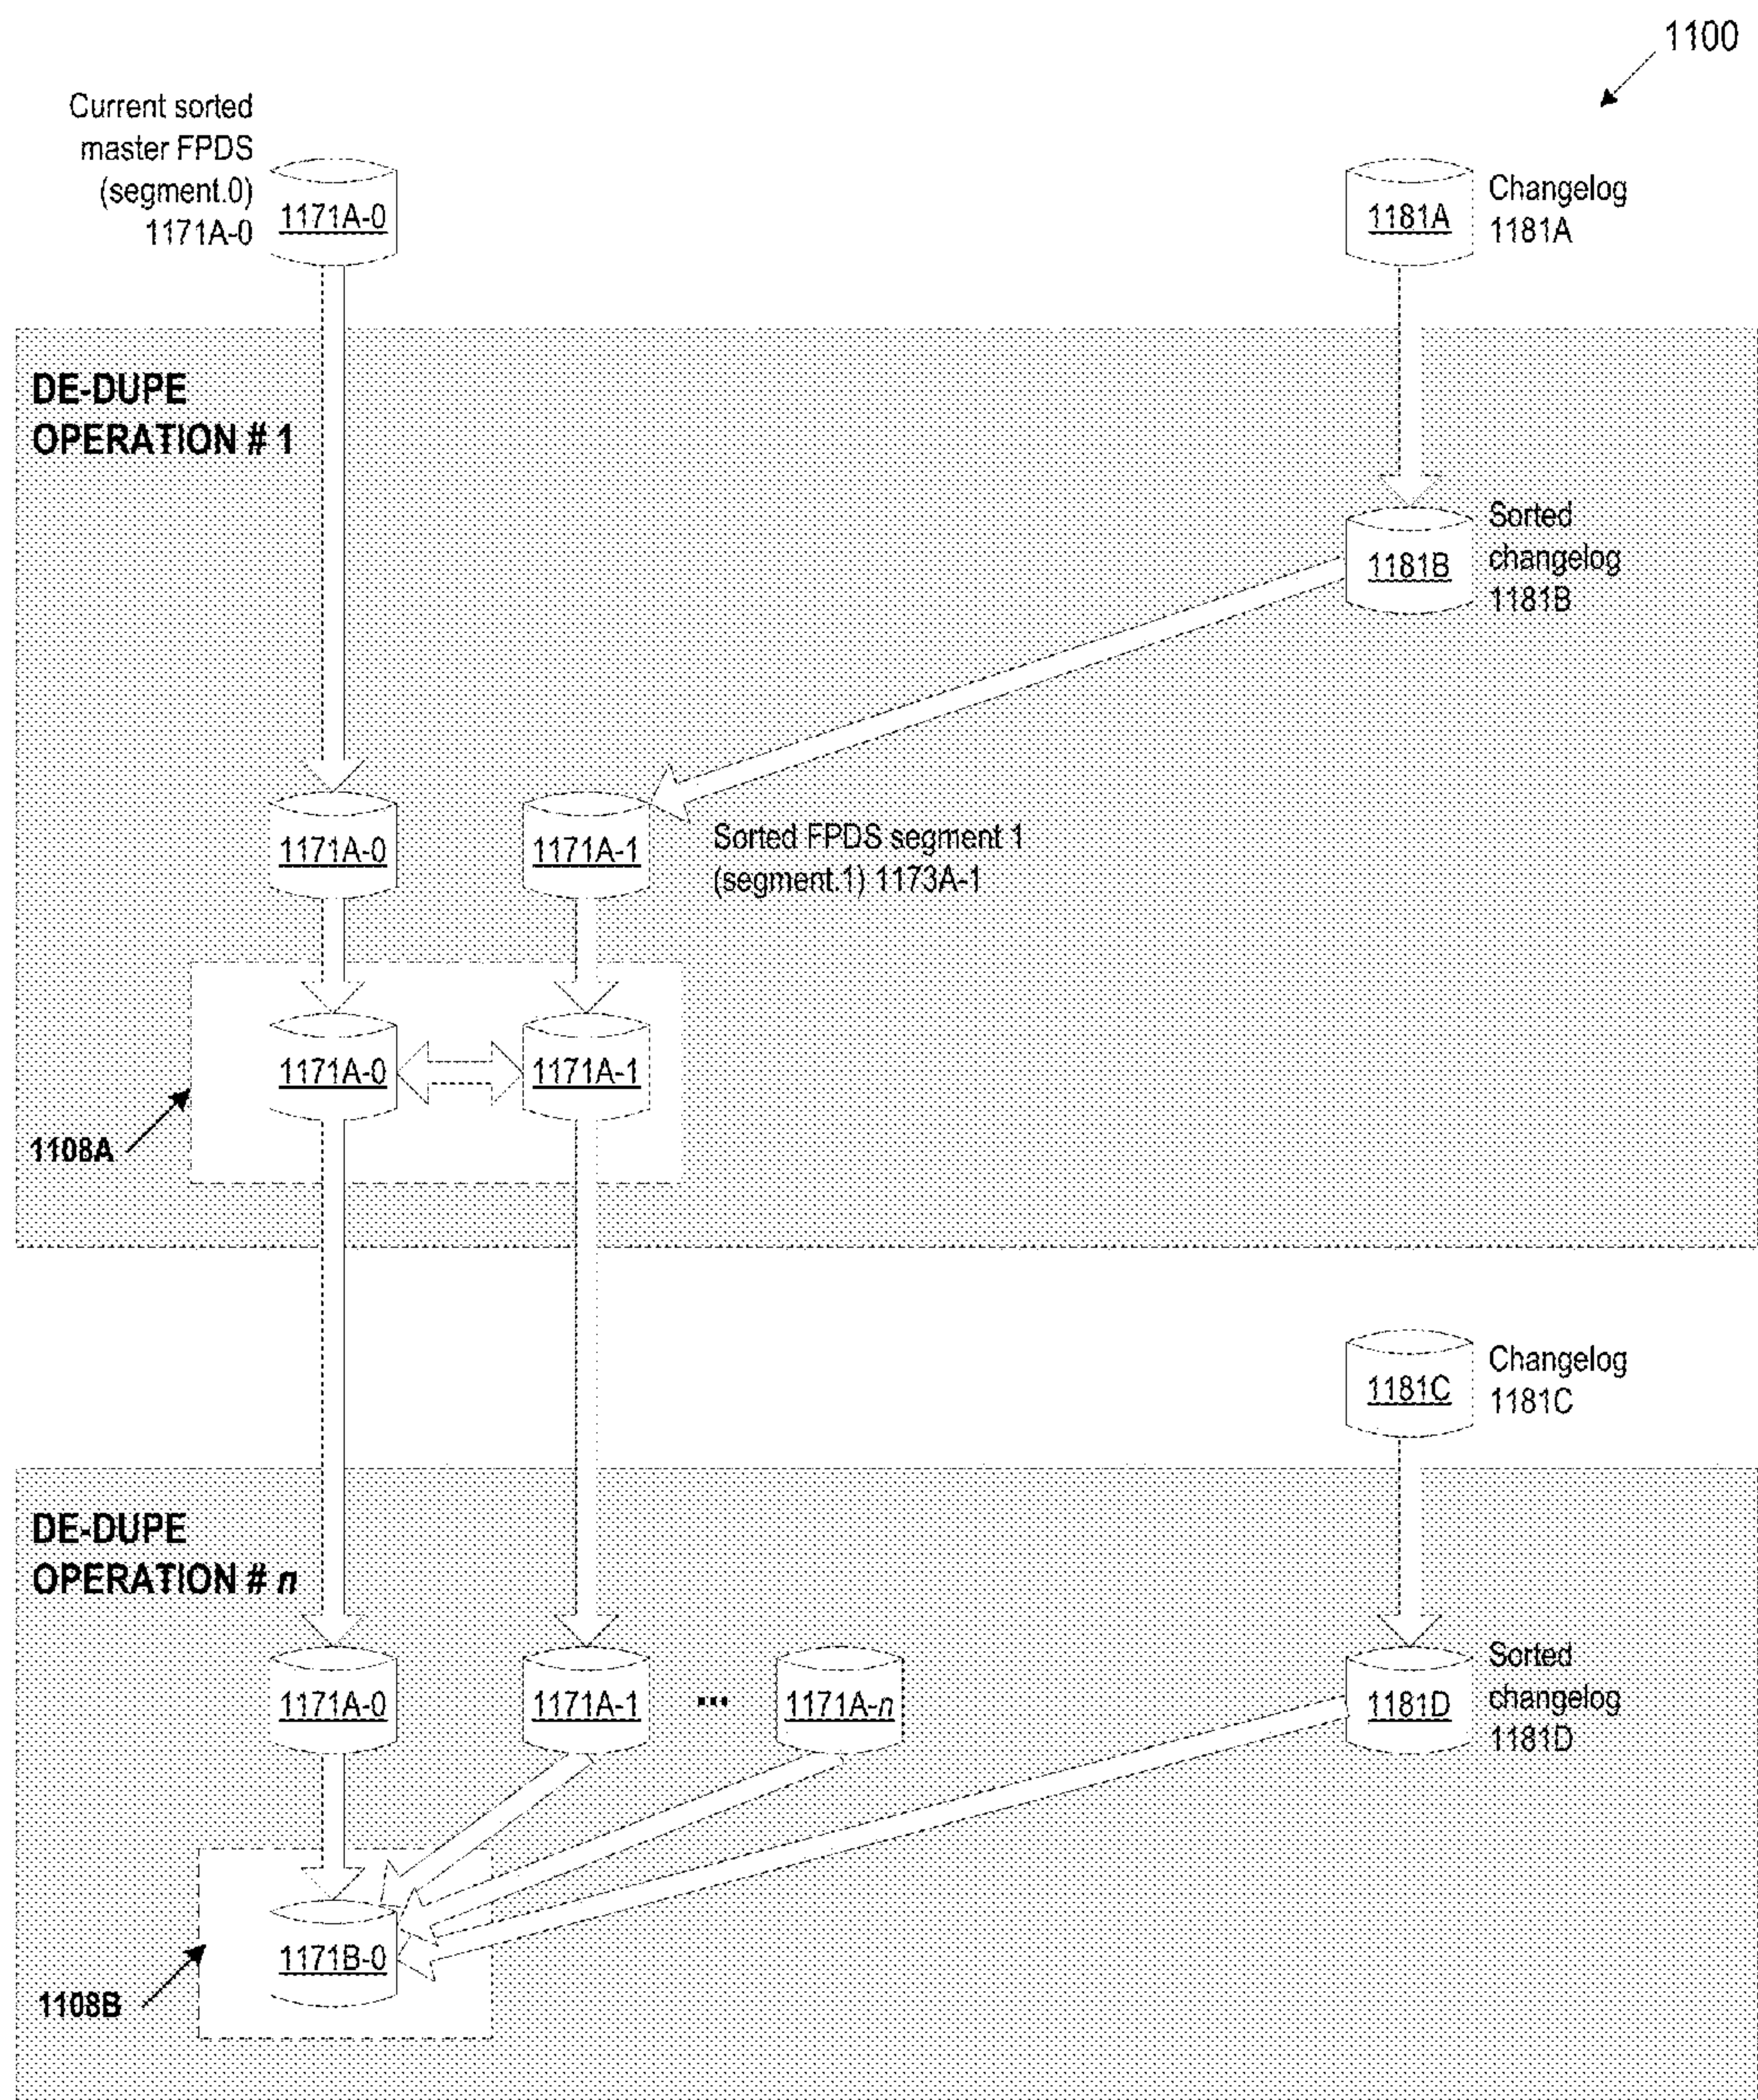 1100
Current sorted
master FPDS
(segment.0)
1171A-0
1171A-0
1181A
Changelog
1181A
DE-DUPE
OPERATION # 1
1181B
Sorted
changelog
1181B
1171A-0
1171A-1
Sorted FPDS segment 1
(segment.1) 1173A-1
1171A-0
1171A-1
1108A
1181C
Changelog
1181C
DE-DUPE
OPERATION # n
1171A-0
1171A-1
...
1171A-n
1181D
Sorted
changelog
1181D
1171B-0
1108B